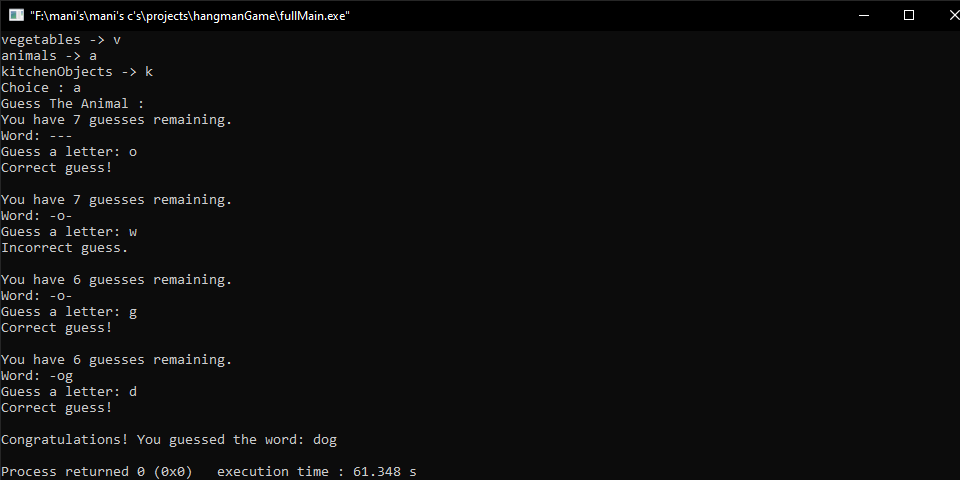 "F:\mani's\mani's c's\projects\hangmanGame\fullMain.exe"
vegetables -> v
animals -> a
kitchenObjects -> k
Choice : a
Guess The Animal :
You have 7 guesses remaining.
Word: ---
Guess a letter: o
Correct guess!
You have 7 guesses remaining.
Word: -o-
Guess a letter: w
Incorrect guess.
You have 6 guesses remaining.
Word: -o-
Guess a letter: g
Correct guess!
You have 6 guesses remaining.
Word: -og
Guess a letter: d
Correct guess!
Congratulations! You guessed the word: dog
Process returned 0 (0x0)   execution time : 61.348 s